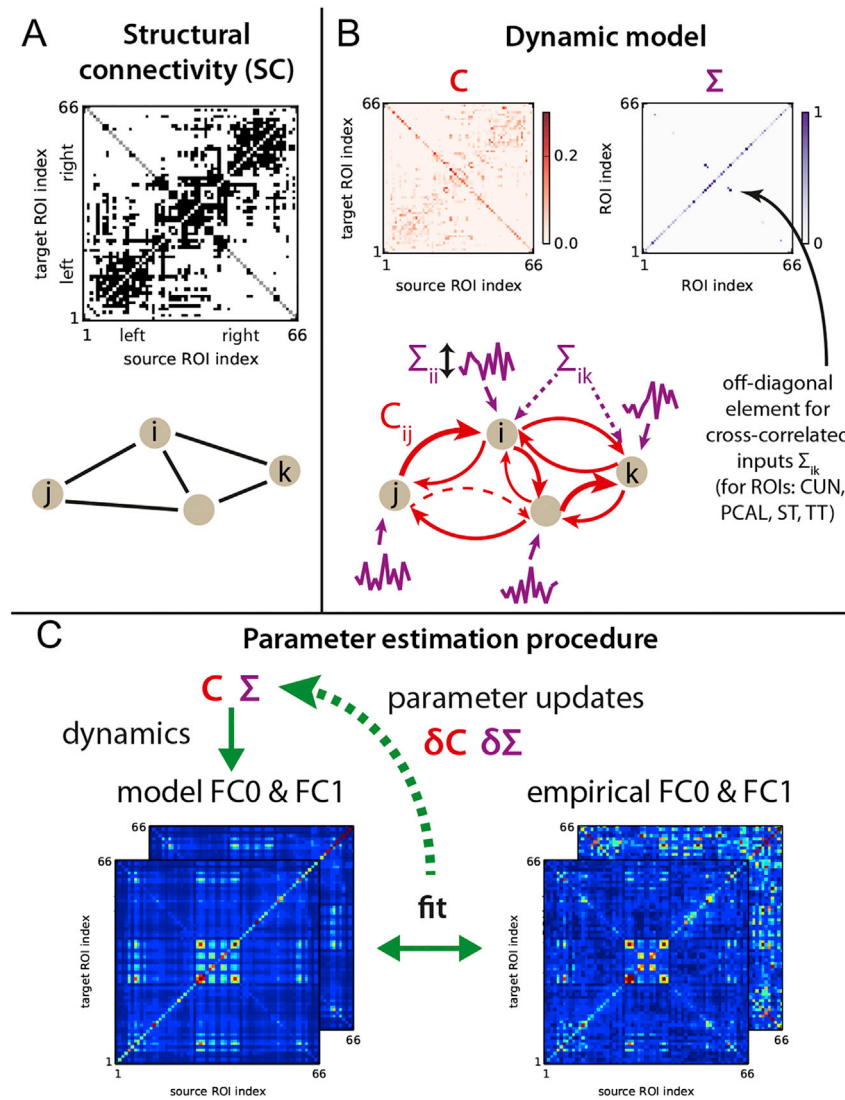 A
Structural
connectivity (SC)
66
right
target ROI index
left
1
1
left
right
66
source ROI index
i
j
k
B
Dynamic model
C
66
target ROI index
1
1
66
source ROI index
0.2
0.0
Σ
66
ROI index
1
1
66
ROI index
1
0
Σii
Σik
Cij
i
j
k
off-diagonal
element for
cross-correlated
inputs Σik
(for ROIs: CUN,
PCAL, ST, TT)
C
Parameter estimation procedure
C Σ
parameter updates
δC δΣ
dynamics
model FC0 & FC1
66
66
target ROI index
1
1
66
66
source ROI index
fit
empirical FC0 & FC1
66
66
target ROI index
1
1
66
66
source ROI index